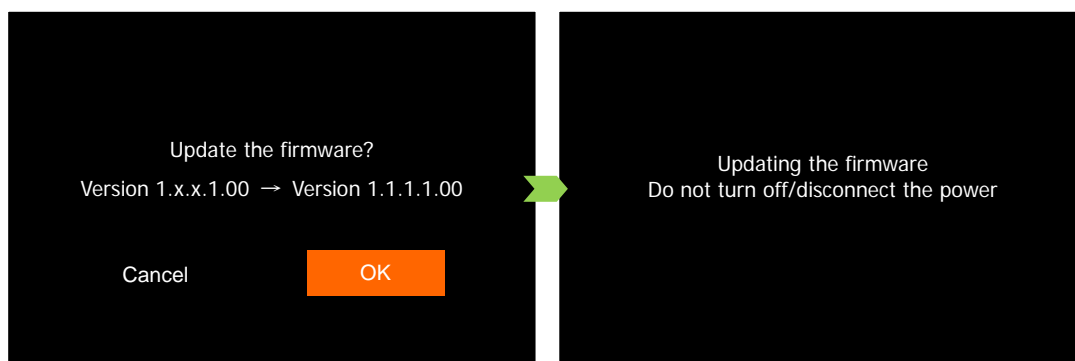 Update the firmware?
Version 1.x.x.1.00 → Version 1.1.1.1.00
Cancel
OK
Updating the firmware
Do not turn off/disconnect the power